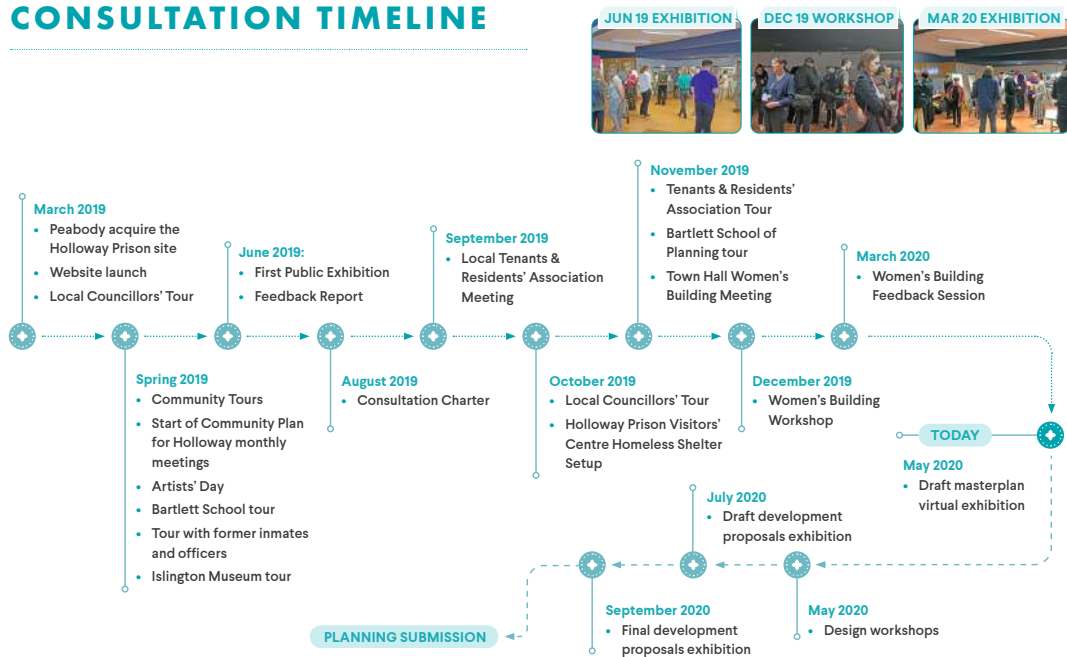 CONSULTATION TIMELINE
JUN 19 EXHIBITION
DEC 19 WORKSHOP
MAR 20 EXHIBITION
March 2019
• Peabody acquire the
Holloway Prison site
• Website launch
• Local Councillors' Tour
Spring 2019
• Community Tours
• Start of Community Plan
for Holloway monthly
meetings
• Artists' Day
• Bartlett School tour
• Tour with former inmates
and officers
• Islington Museum tour
June 2019:
• First Public Exhibition
• Feedback Report
August 2019
• Consultation Charter
September 2019
• Local Tenants &
Residents' Association
Meeting
October 2019
• Local Councillors' Tour
• Holloway Prison Visitors'
Centre Homeless Shelter
Setup
November 2019
• Tenants & Residents'
Association Tour
• Bartlett School of
Planning tour
• Town Hall Women's
Building Meeting
December 2019
• Women's Building
Workshop
March 2020
• Women's Building
Feedback Session
TODAY
May 2020
• Draft masterplan
virtual exhibition
May 2020
• Design workshops
July 2020
• Draft development
proposals exhibition
September 2020
• Final development
proposals exhibition
PLANNING SUBMISSION